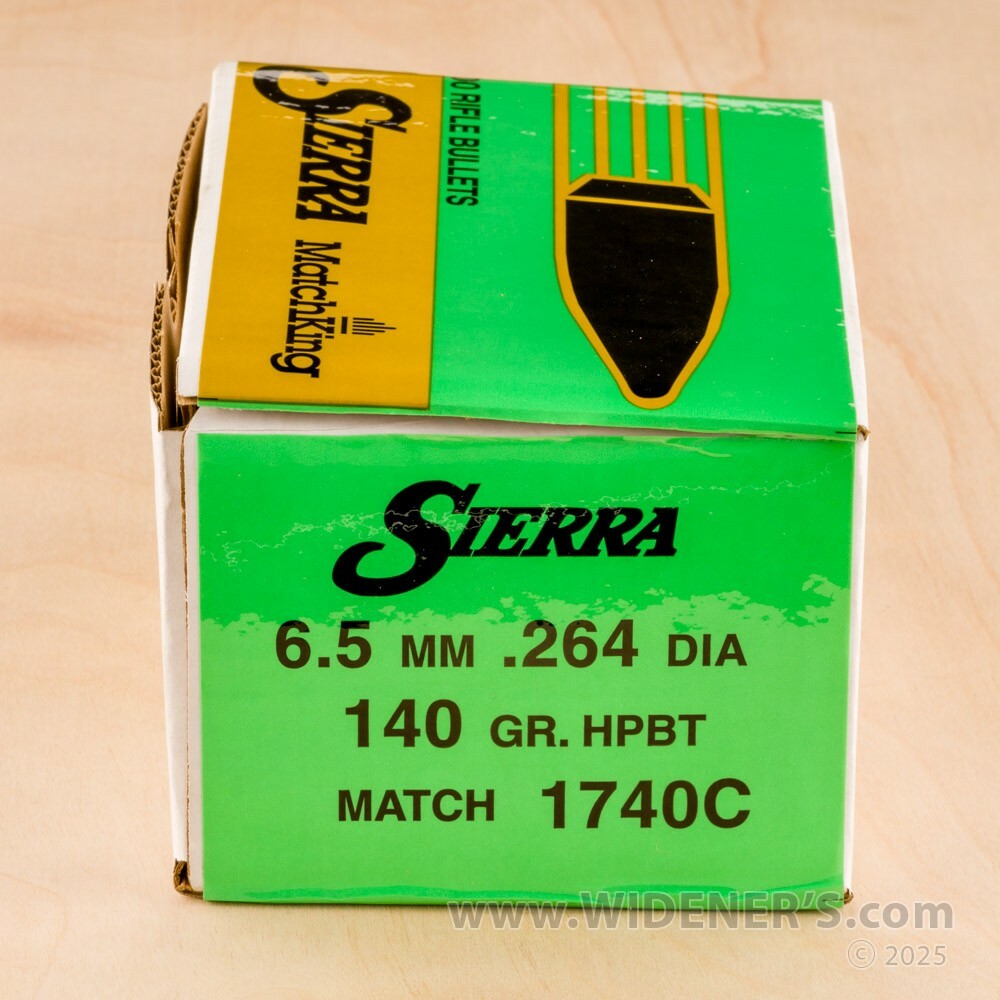 SIERRA MatchKing
RIFLE BULLETS
SIERRA
6.5 MM .264 DIA
140 GR. HPBT
MATCH 1740C
www.WIDENER'S.com
© 2025